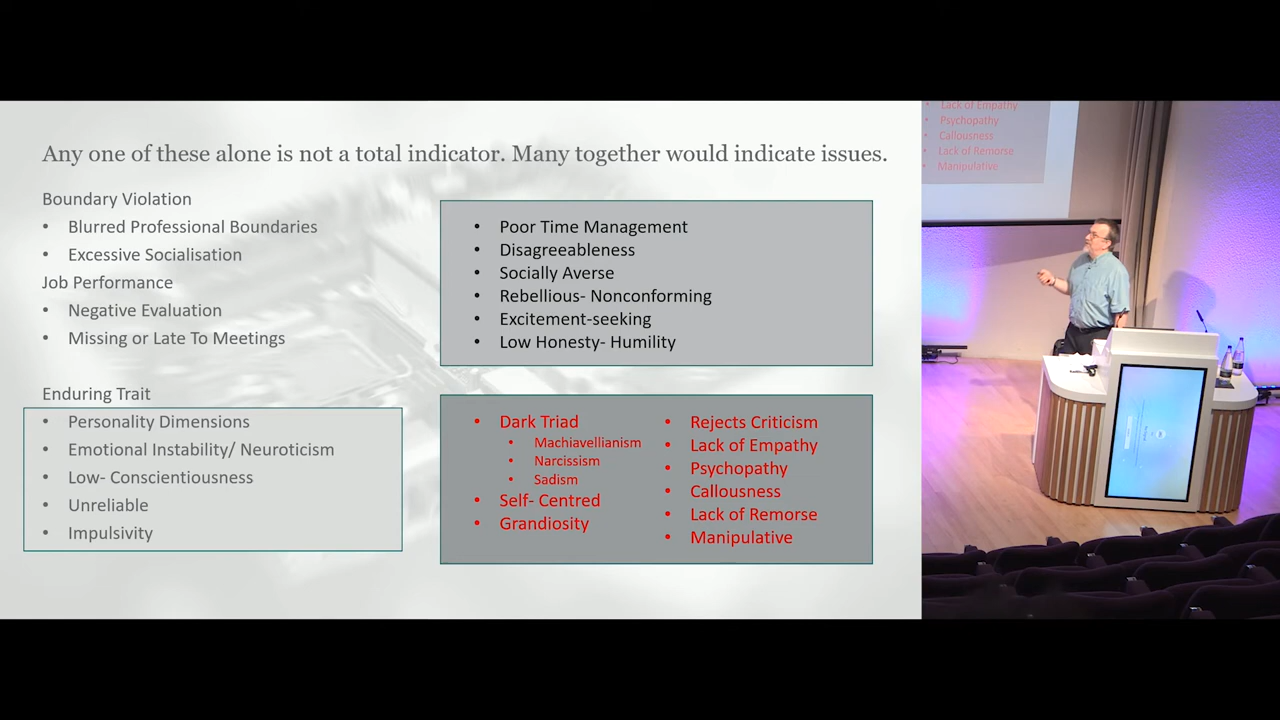 Any one of these alone is not a total indicator. Many together would indicate issues.
Boundary Violation
• Blurred Professional Boundaries
• Excessive Socialisation
Job Performance
• Negative Evaluation
• Missing or Late To Meetings
Enduring Trait
• Personality Dimensions
• Emotional Instability/ Neuroticism
• Low- Conscientiousness
• Unreliable
• Impulsivity
• Poor Time Management
• Disagreeableness
• Socially Averse
• Rebellious- Nonconforming
• Excitement-seeking
• Low Honesty- Humility
• Dark Triad
• Machiavellianism
• Narcissism
• Sadism
• Self- Centred
• Grandiosity
• Rejects Criticism
• Lack of Empathy
• Psychopathy
• Callousness
• Lack of Remorse
• Manipulative
• Lack of Empathy
• Psychopathy
• Callousness
• Lack of Remorse
• Manipulative